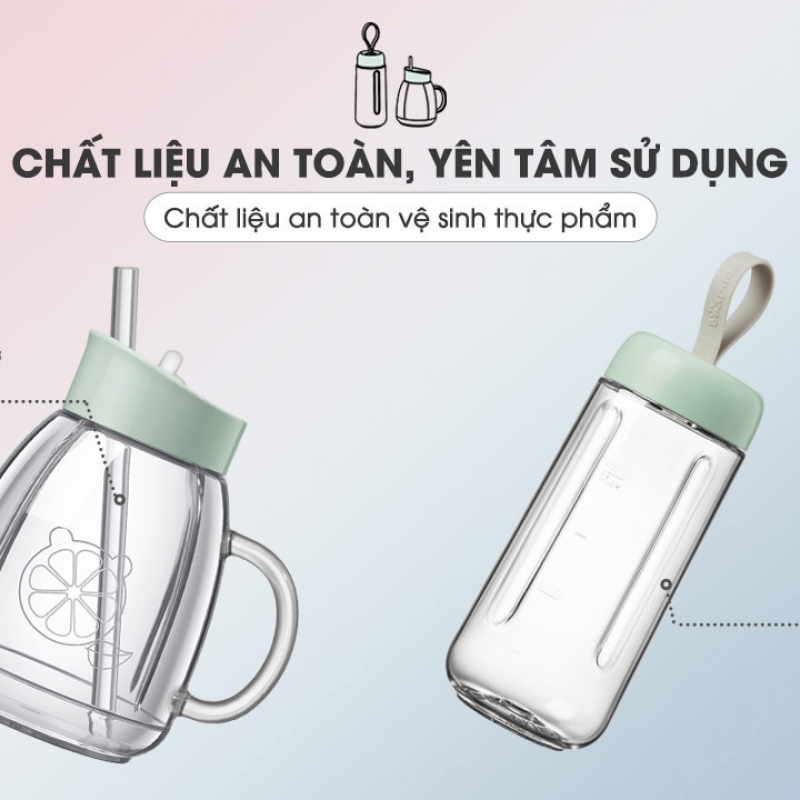 CHẤT LIỆU AN TOÀN, YÊN TÂM SỬ DỤNG
Chất liệu an toàn vệ sinh thực phẩm